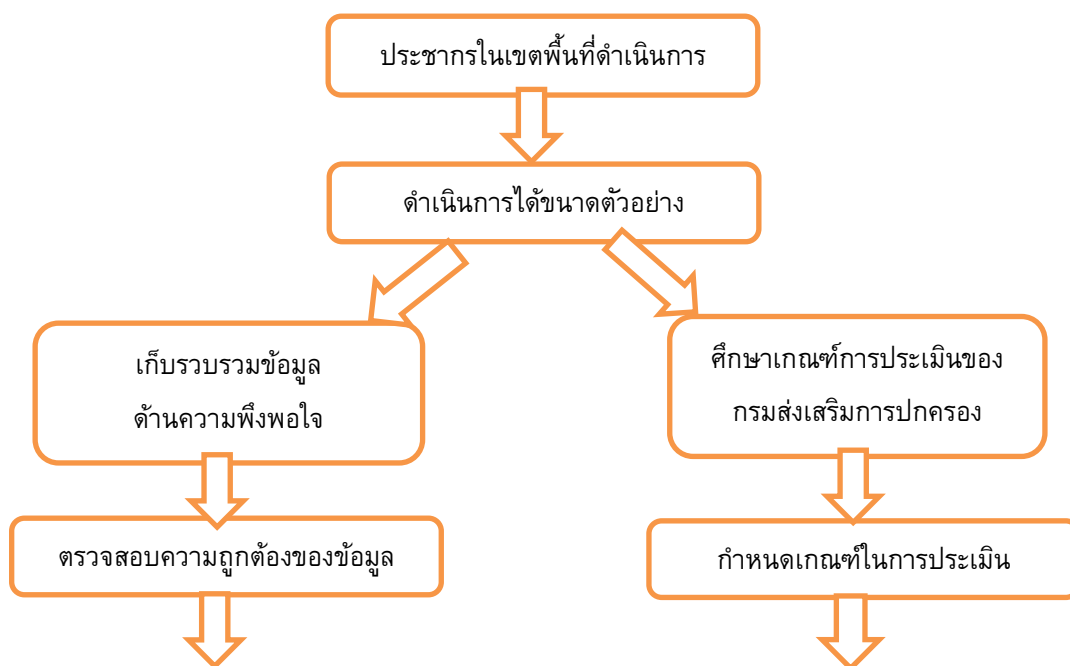 ประชากรในเขตพื้นที่ดำเนินการ
ดำเนินการได้ขนาดตัวอย่าง
เก็บรวบรวมข้อมูล
ด้านความพึงพอใจ
ศึกษาเกณฑ์การประเมินของ
กรมส่งเสริมการปกครอง
ตรวจสอบความถูกต้องของข้อมูล
กำหนดเกณฑ์ในการประเมิน